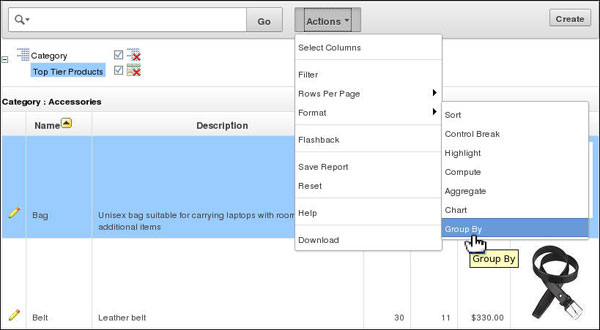 Go
Actions
Create
Category
Top Tier Products
Category : Accessories
Name
Description
Select Columns
Filter
Rows Per Page
Format
Flashback
Save Report
Reset
Help
Download
Sort
Control Break
Highlight
Compute
Aggregate
Chart
Group By
Group By
Bag
Unisex bag suitable for carrying laptops with room
additional items
Belt
Leather belt
30
11
$330.00